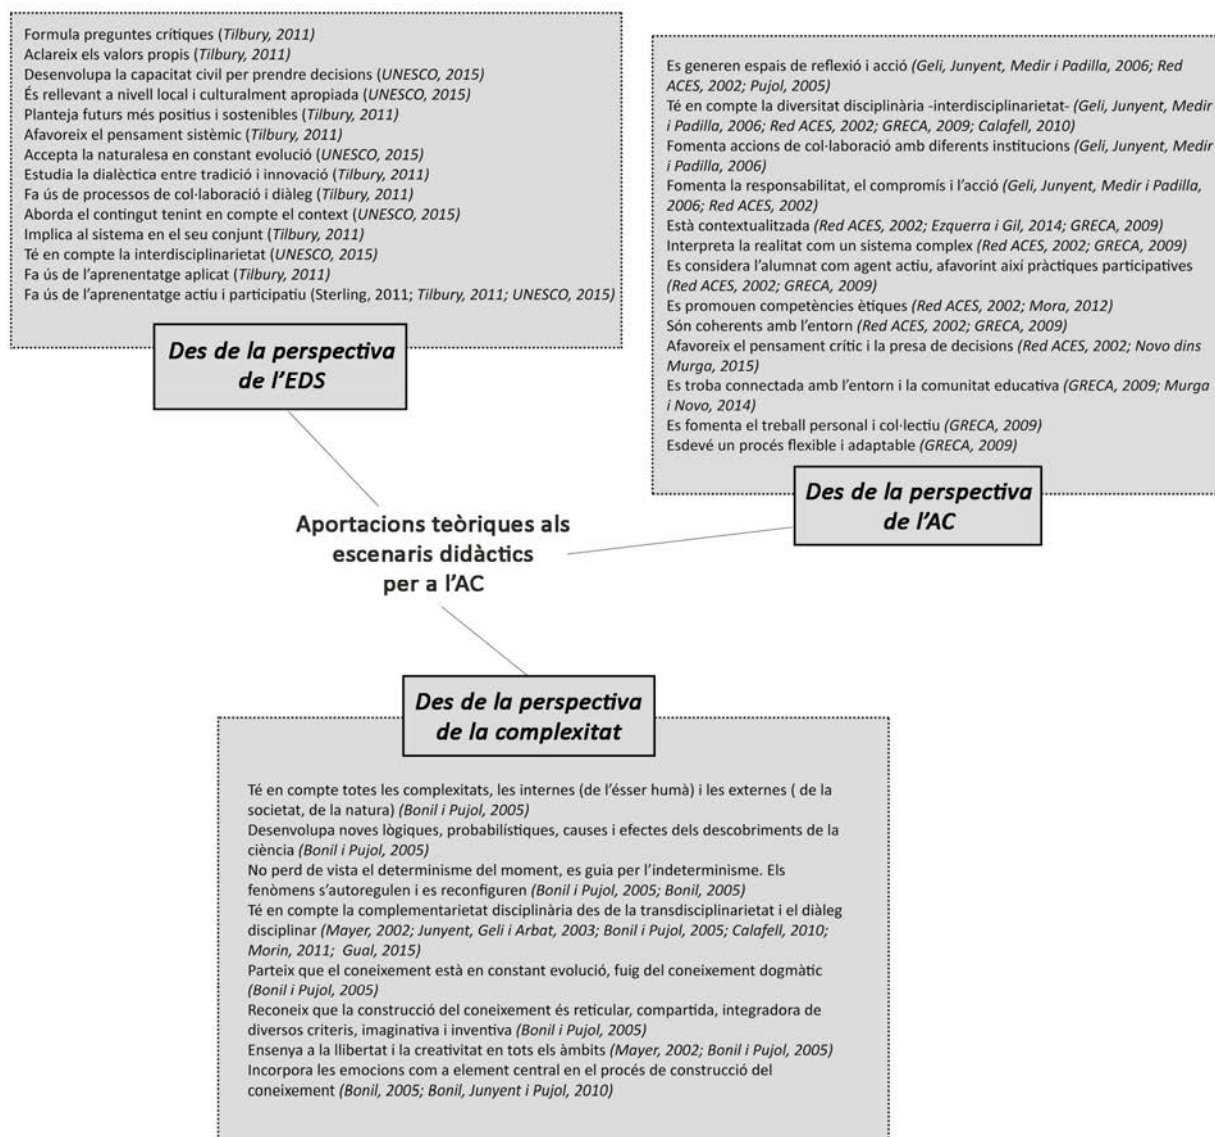 Formula preguntes crítiques (Tilbury, 2011)
Aclareix els valors propis (Tilbury, 2011)
Desenvolupa la capacitat civil per prendre decisions (UNESCO, 2015)
És rellevant a nivell local i culturalment apropiada (UNESCO, 2015)
Planteja futurs més positius i sostenibles (Tilbury, 2011)
Afavoreix el pensament sistèmic (Tilbury, 2011)
Accepta la naturalesa en constant evolució (UNESCO, 2015)
Estudia la dialèctica entre tradició i innovació (Tilbury, 2011)
Fa ús de processos de col·laboració i diàleg (Tilbury, 2011)
Aborda el contingut tenint en compte el context (UNESCO, 2015)
Implica al sistema en el seu conjunt (Tilbury, 2011)
Té en compte la interdisciplinarietat (UNESCO, 2015)
Fa ús de l'aprenentatge aplicat (Tilbury, 2011)
Fa ús de l'aprenentatge actiu i participatiu (Sterling, 2011; Tilbury, 2011; UNESCO, 2015)
Des de la perspectiva
de l'EDS
Es generen espais de reflexió i acció (Geli, Junyent, Medir i Padilla, 2006; Red
ACES, 2002; Pujol, 2005)
Té en compte la diversitat disciplinària -interdisciplinarietat- (Geli, Junyent, Medir
i Padilla, 2006; Red ACES, 2002; GRECA, 2009; Calafell, 2010)
Fomenta accions de col·laboració amb diferents institucions (Geli, Junyent, Medir
i Padilla, 2006)
Fomenta la responsabilitat, el compromís i l'acció (Geli, Junyent, Medir i Padilla,
2006; Red ACES, 2002)
Està contextualitzada (Red ACES, 2002; Ezquerra i Gil, 2014; GRECA, 2009)
Interpreta la realitat com un sistema complex (Red ACES, 2002; GRECA, 2009)
Es considera l'alumnat com agent actiu, afavorint així pràctiques participatives
(Red ACES, 2002; GRECA, 2009)
Es promouen competències ètiques (Red ACES, 2002; Mora, 2012)
Són coherents amb l'entorn (Red ACES, 2002; GRECA, 2009)
Afavoreix el pensament crític i la presa de decisions (Red ACES, 2002; Novo dins
Murga, 2015)
Es troba connectada amb l'entorn i la comunitat educativa (GRECA, 2009; Murga
i Novo, 2014)
Es fomenta el treball personal i col·lectiu (GRECA, 2009)
Esdevé un procés flexible i adaptable (GRECA, 2009)
Des de la perspectiva
de l'AC
Aportacions teòriques als
escenaris didàctics
per a l'AC
Des de la perspectiva
de la complexitat
Té en compte totes les complexitats, les internes (de l'ésser humà) i les externes ( de la
societat, de la natura) (Bonil i Pujol, 2005)
Desenvolupa noves lògiques, probabilístiques, causes i efectes dels descobriments de la
ciència (Bonil i Pujol, 2005)
No perd de vista el determinisme del moment, es guia per l'indeterminisme. Els
fenòmens s'autoregulen i es reconfiguren (Bonil i Pujol, 2005; Bonil, 2005)
Té en compte la complementarietat disciplinària des de la transdisciplinarietat i el diàleg
disciplinar (Mayer, 2002; Junyent, Geli i Arbat, 2003; Bonil i Pujol, 2005; Calafell, 2010;
Morin, 2011; Gual, 2015)
Parteix que el coneixement està en constant evolució, fuig del coneixement dogmàtic
(Bonil i Pujol, 2005)
Reconeix que la construcció del coneixement és reticular, compartida, integradora de
diversos criteris, imaginativa i inventiva (Bonil i Pujol, 2005)
Ensenya a la llibertat i la creativitat en tots els àmbits (Mayer, 2002; Bonil i Pujol, 2005)
Incorpora les emocions com a element central en el procés de construcció del
coneixement (Bonil, 2005; Bonil, Junyent i Pujol, 2010)